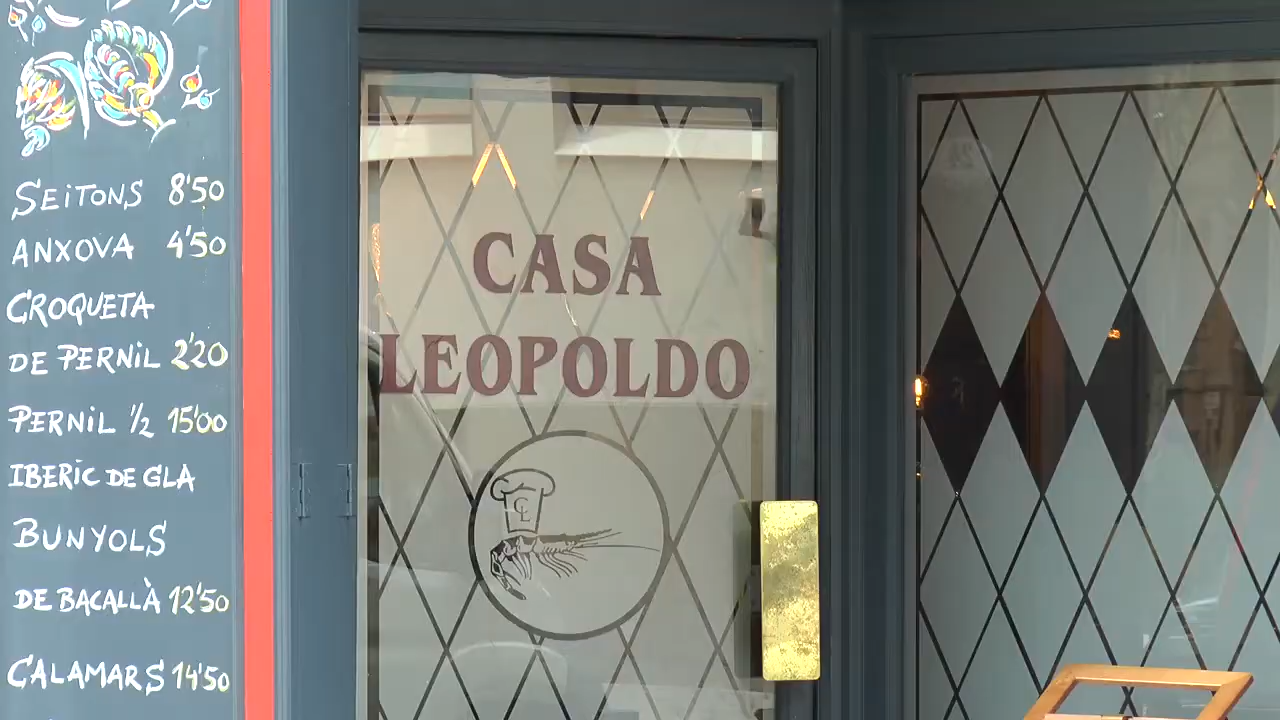 SEITONS 8'50
ANXOVA 4'50
CROQUETA
DE PERNIL 2'20
PERNIL 1/2 15'00
IBERIC DE GLA
BUNYOLS
DE BACALLÀ 12'50
CALAMARS 14'50
CASA
LEOPOLDO
CL